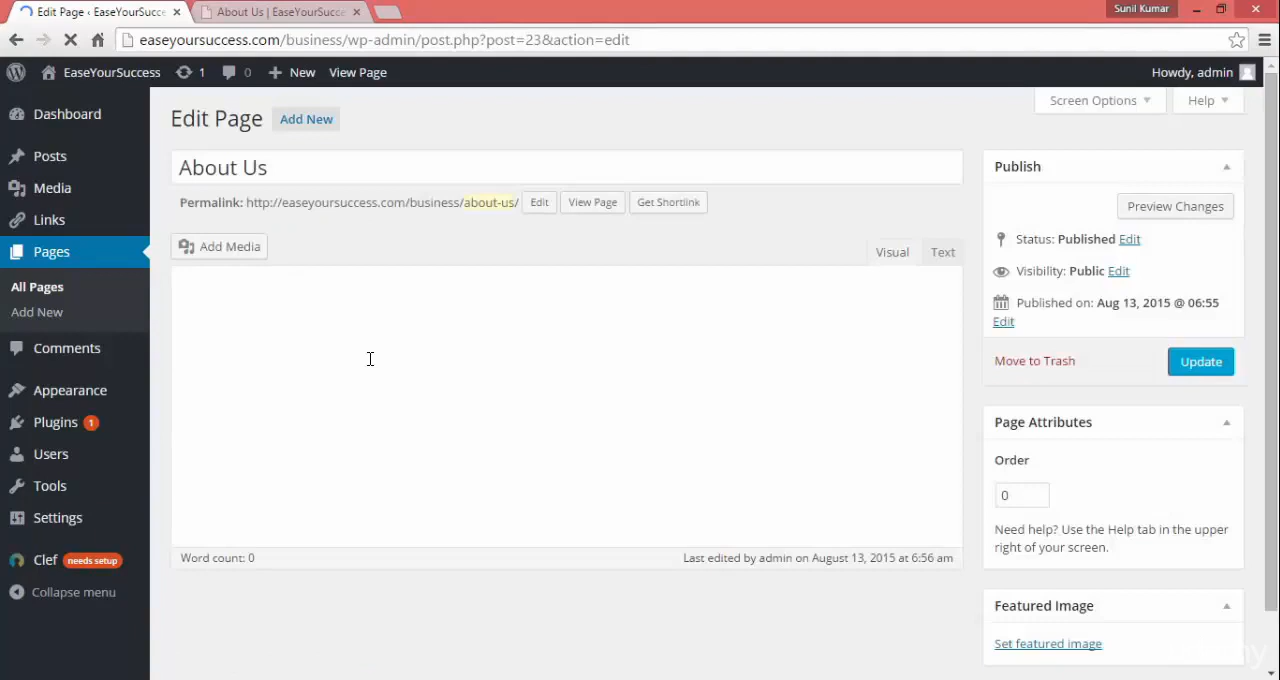 Edit Page ‹ EaseYourSucce
About Us | EaseYourSucce
Sunil Kumar
easeyoursuccess.com/business/wp-admin/post.php?post=23&action=edit
EaseYourSuccess 1 0 New View Page
Howdy, admin
Dashboard
Posts
Media
Links
Pages
All Pages
Add New
Comments
Appearance
Plugins 1
Users
Tools
Settings
Clef needs setup
Collapse menu
Screen Options
Help
Edit Page Add New
About Us
Permalink: http://easeyoursuccess.com/business/about-us/ Edit View Page Get Shortlink
Add Media
Visual Text
Word count: 0
Last edited by admin on August 13, 2015 at 6:56 am
Publish
Preview Changes
Status: Published Edit
Visibility: Public Edit
Published on: Aug 13, 2015 @ 06:55
Edit
Move to Trash
Update
Page Attributes
Order
0
Need help? Use the Help tab in the upper
right of your screen.
Featured Image
Set featured image